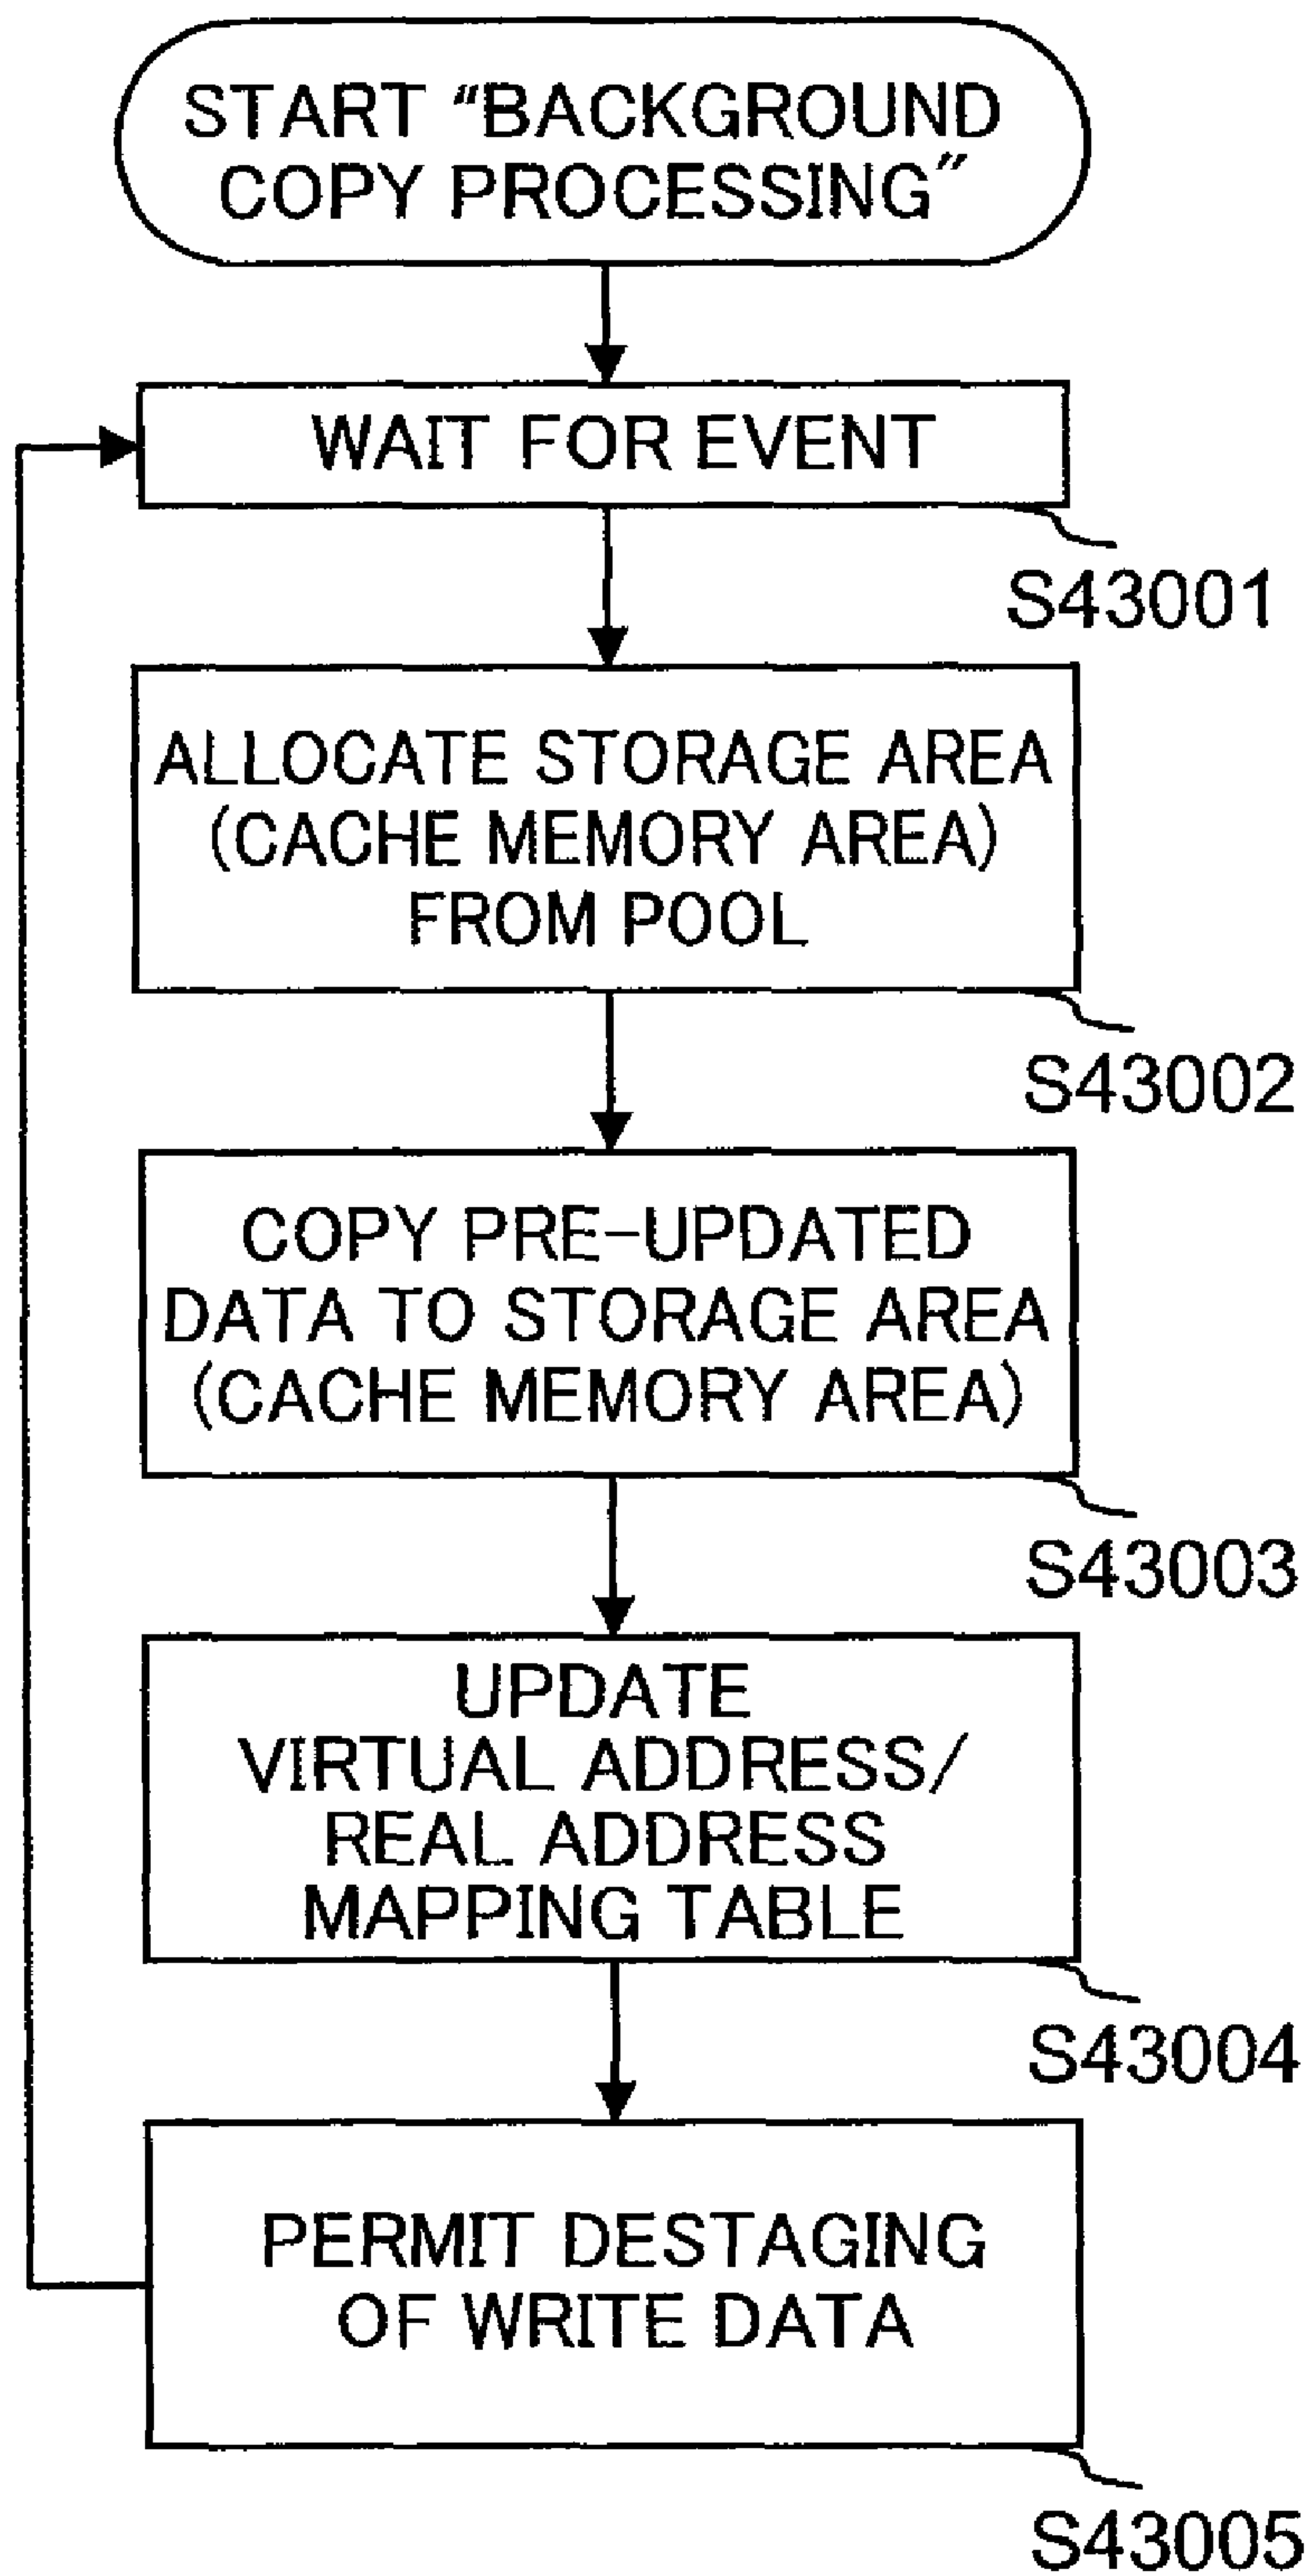 START “BACKGROUND
COPY PROCESSING”
WAIT FOR EVENT
S43001
ALLOCATE STORAGE AREA
(CACHE MEMORY AREA)
FROM POOL
S43002
COPY PRE-UPDATED
DATA TO STORAGE AREA
(CACHE MEMORY AREA)
S43003
UPDATE
VIRTUAL ADDRESS/
REAL ADDRESS
MAPPING TABLE
S43004
PERMIT DESTAGING
OF WRITE DATA
S43005